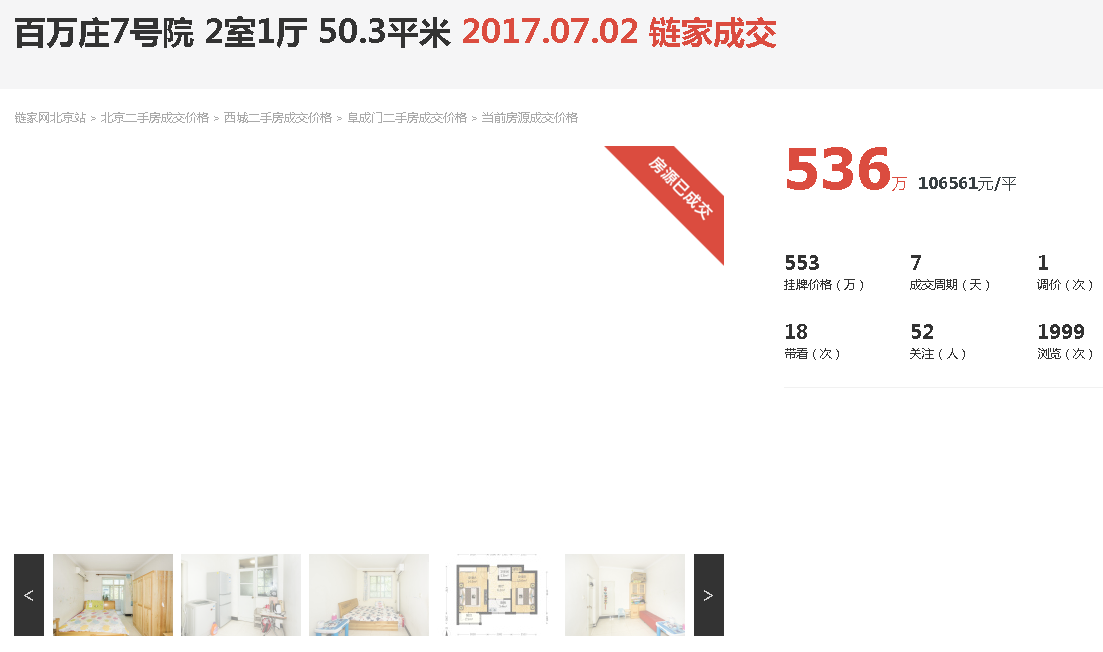 百万庄7号院 2室1厅 50.3平米 2017.07.02 链家成交
链家网北京站 > 北京二手房成交价格 > 西城二手房成交价格 > 阜成门二手房成交价格 > 当前房源成交价格
房源已成交
536万 106561元/平
553 7 1
挂牌价格（万） 成交周期（天） 调价（次）
18 52 1999
带看（次） 关注（人） 浏览（次）
< >